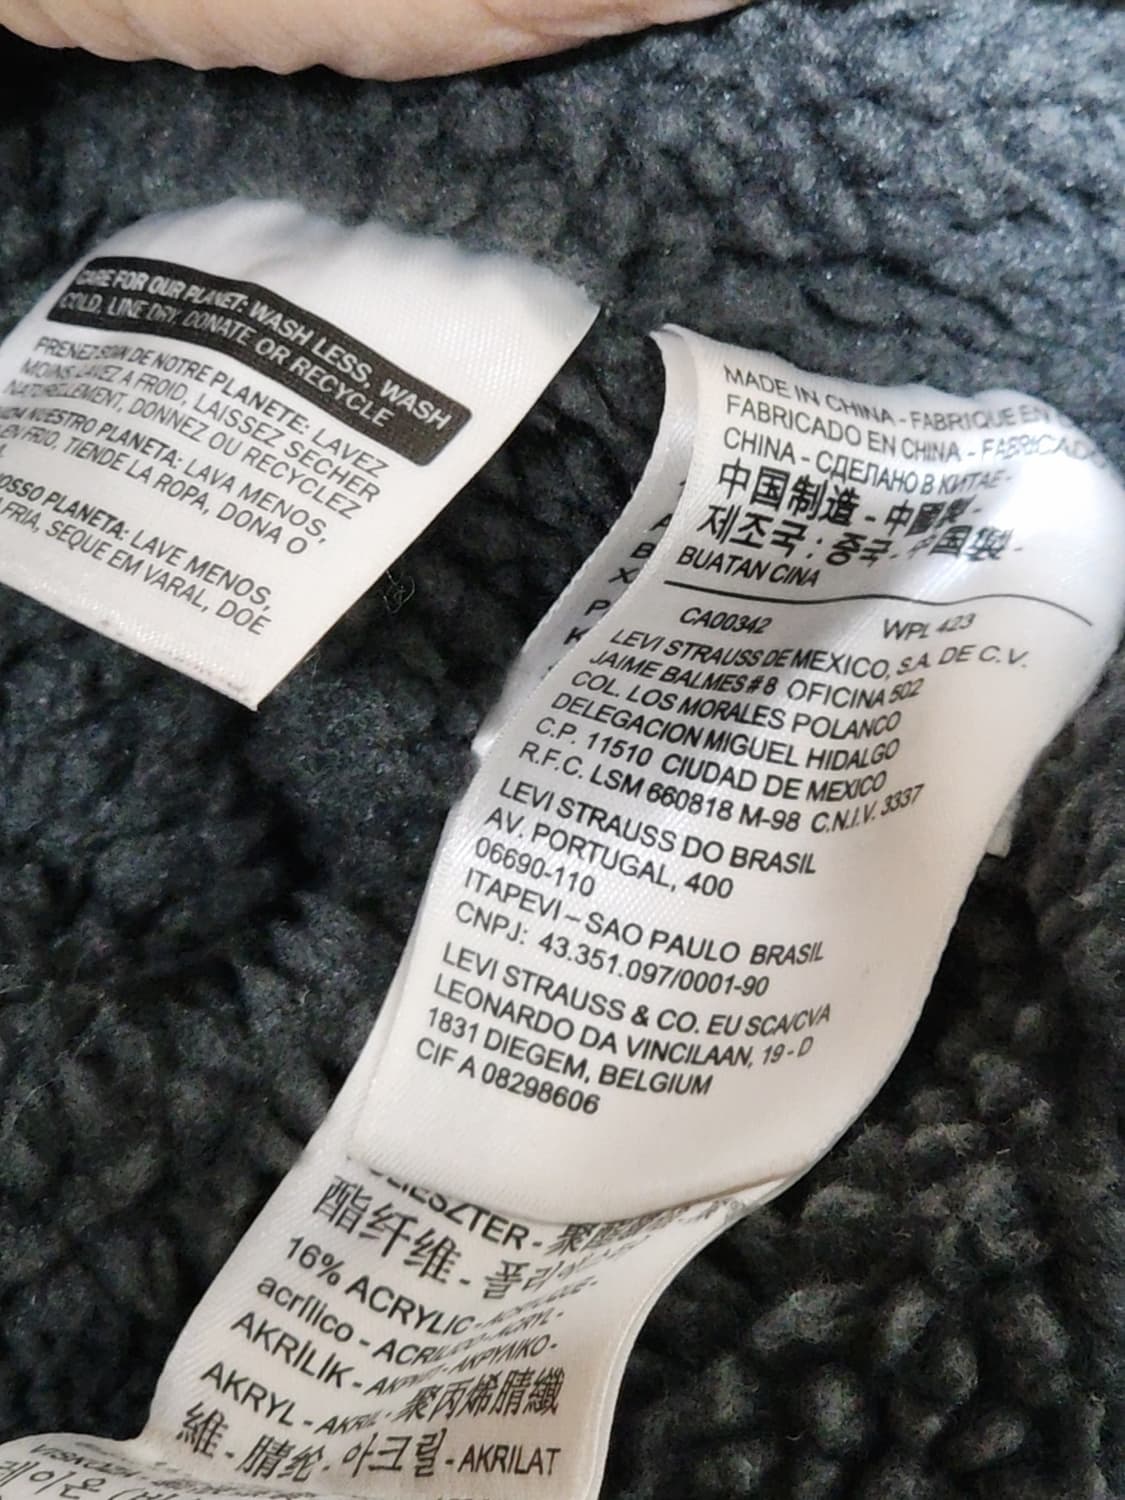 CARE FOR OUR PLANET: WASH LESS, WASH
COLD, LINE DRY, DONATE OR RECYCLE
PRENEZ SOIN DE NOTRE PLANETE: LAVEZ
MOINS, LAVEZ A FROID, LAISSEZ SECHER
NATURELLEMENT, DONNEZ OU RECYCLEZ
NUESTRO PLANETA: LAVA MENOS,
EN FRIO, TIENDE LA ROPA, DONA O
PLANETA: LAVE MENOS,
FRIA, SEQUE EM VARAL, DOE
MADE IN CHINA - FABRIQUE EN
FABRICADO EN CHINA - FABRICADO
CHINA - СДЕЛАНО В КИТАЕ -
中国制造 - 中國製 -
제조국 : 중국 - 中国製 -
BUATAN CINA
CA00342 WPL 423
LEVI STRAUSS DE MEXICO, S.A. DE C.V.
JAIME BALMES # 8 OFICINA 502
COL. LOS MORALES POLANCO
DELEGACION MIGUEL HIDALGO
C.P. 11510 CIUDAD DE MEXICO
R.F.C. LSM 660818 M-98 C.N.I.V. 3337
LEVI STRAUSS DO BRASIL
AV. PORTUGAL, 400
06690-110
ITAPEVI – SAO PAULO BRASIL
CNPJ: 43.351.097/0001-90
LEVI STRAUSS & CO. EU SCA/CVA
LEONARDO DA VINCILAAN, 19 - D
1831 DIEGEM, BELGIUM
CIF A 08298606
酯纤维 -
16% ACRYLIC -
acrílico -
AKRILIK -
AKRYL - AKRIL - 聚丙烯腈纖
維 - 腈纶 - 아크릴 - AKRILAT